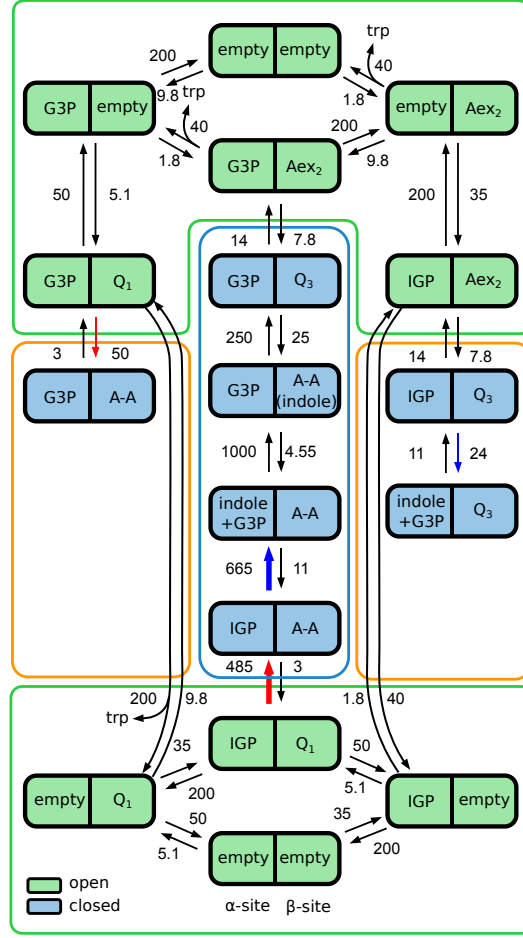 empty empty
200
9.8
trp
40
1.8
trp
40
1.8
200
9.8
G3P empty
G3P Aex₂
empty Aex₂
50
5.1
14
7.8
200
35
G3P Q₁
G3P Q₃
IGP Aex₂
3
50
250
25
14
7.8
G3P A-A
G3P A-A
(indole)
IGP Q₃
1000
4.55
11
24
indole
+G3P A-A
indole
+G3P Q₃
665
11
IGP A-A
485
3
200
9.8
trp
1.8
40
IGP Q₁
35
200
50
5.1
empty Q₁
IGP empty
50
5.1
35
200
empty empty
α-site β-site
open
closed